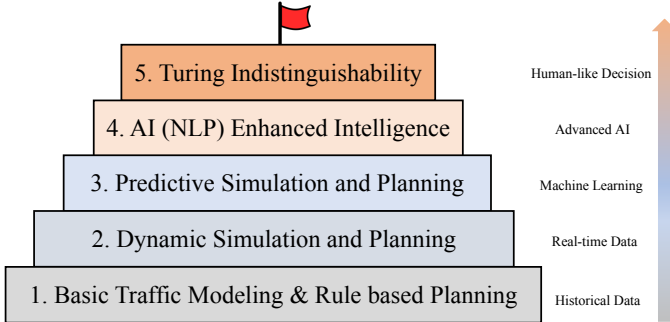 5. Turing Indistinguishability
Human-like Decision
4. AI (NLP) Enhanced Intelligence
Advanced AI
3. Predictive Simulation and Planning
Machine Learning
2. Dynamic Simulation and Planning
Real-time Data
1. Basic Traffic Modeling & Rule based Planning
Historical Data